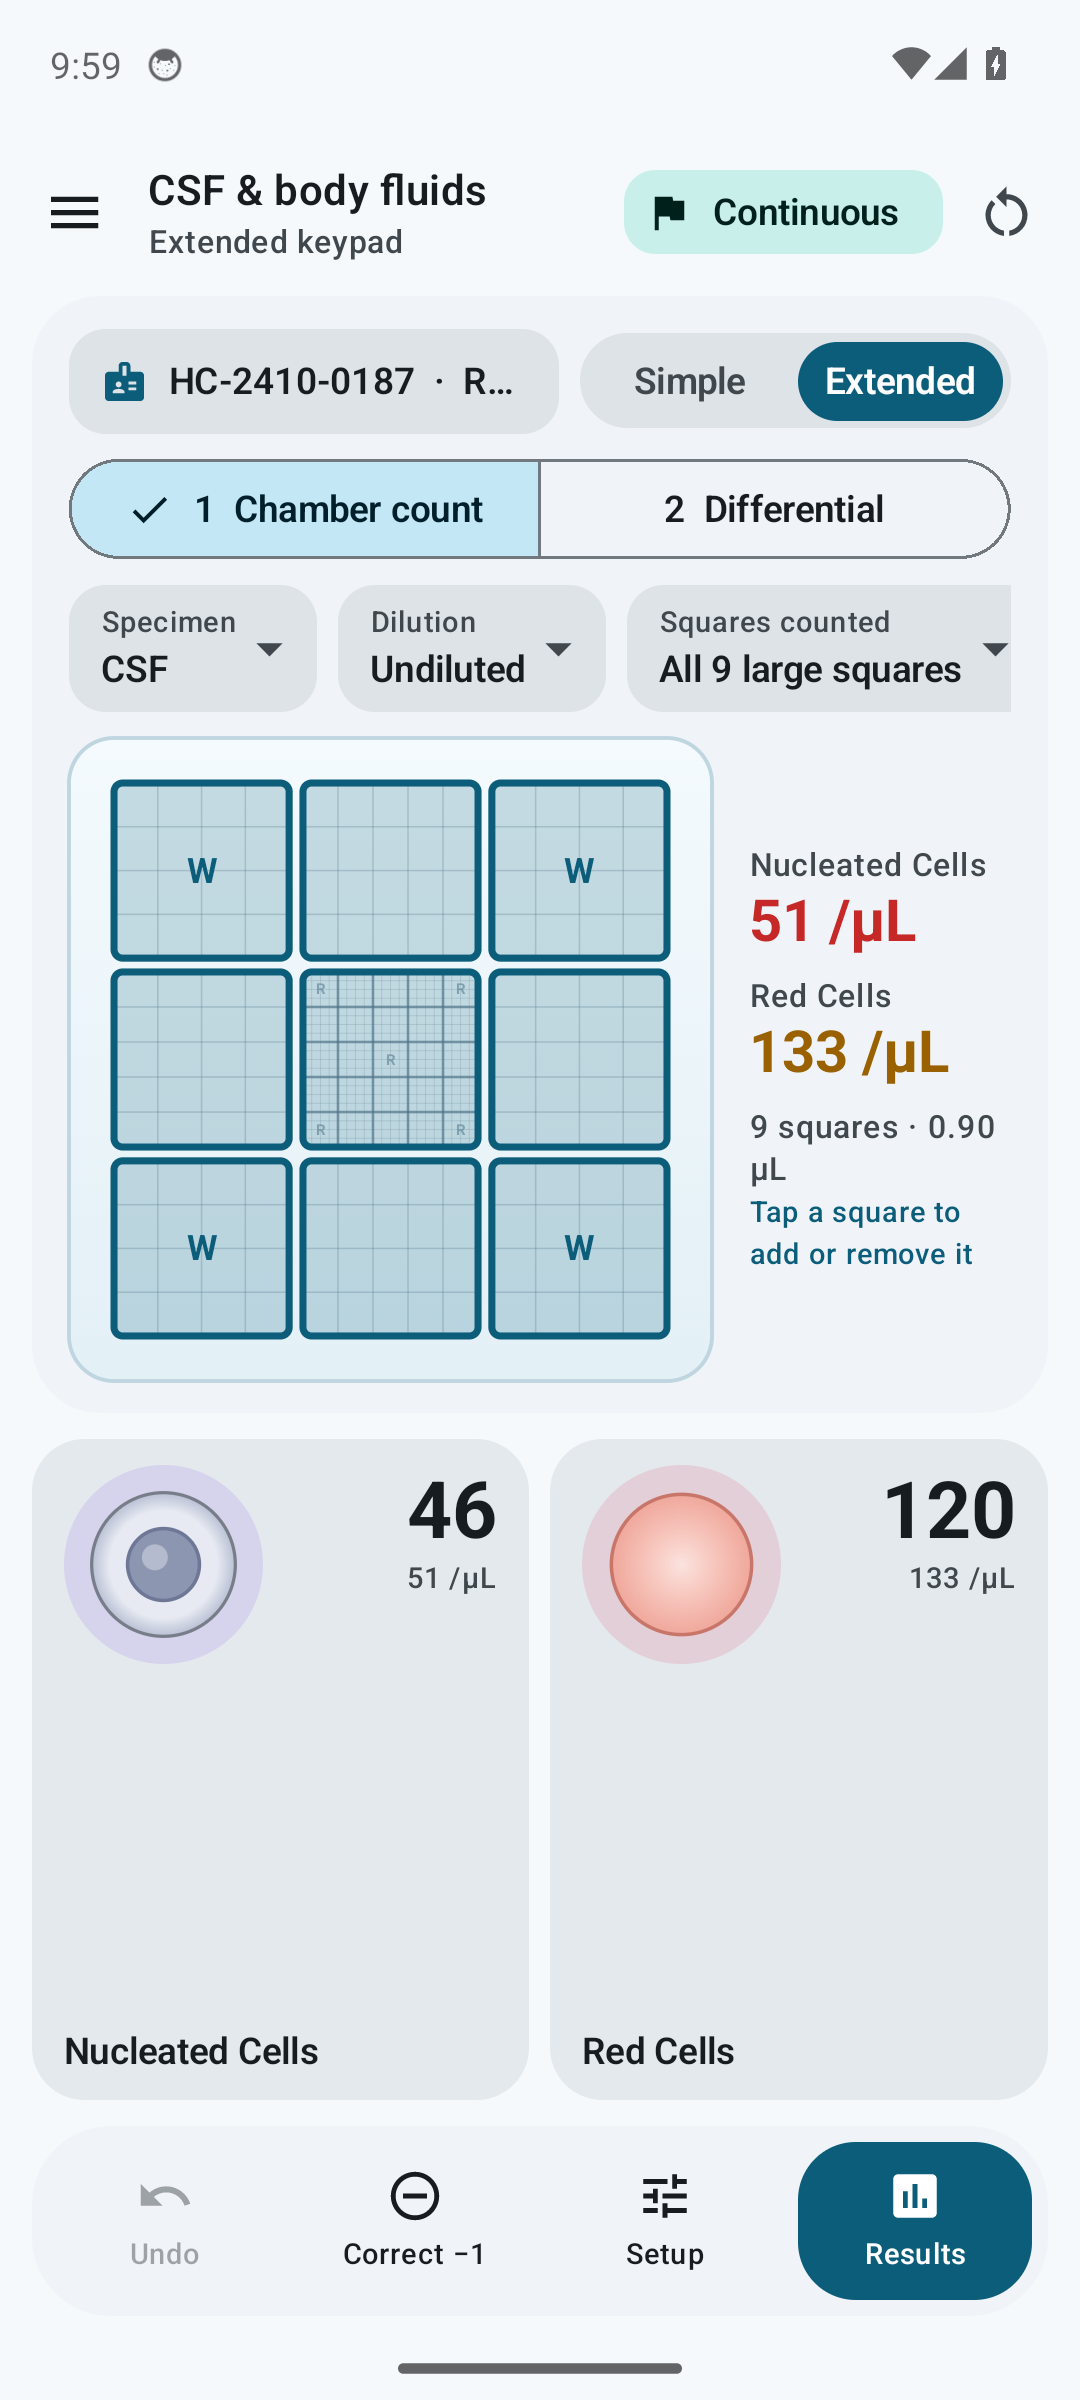 9:59
CSF & body fluids
Extended keypad
Continuous
HC-2410-0187 · R…
Simple
Extended
1 Chamber count
2 Differential
Specimen
CSF
Dilution
Undiluted
Squares counted
All 9 large squares
W
W
R
R
R
R
R
W
W
Nucleated Cells
51 /µL
Red Cells
133 /µL
9 squares · 0.90
µL
Tap a square to
add or remove it
46
51 /µL
Nucleated Cells
120
133 /µL
Red Cells
Undo
Correct −1
Setup
Results